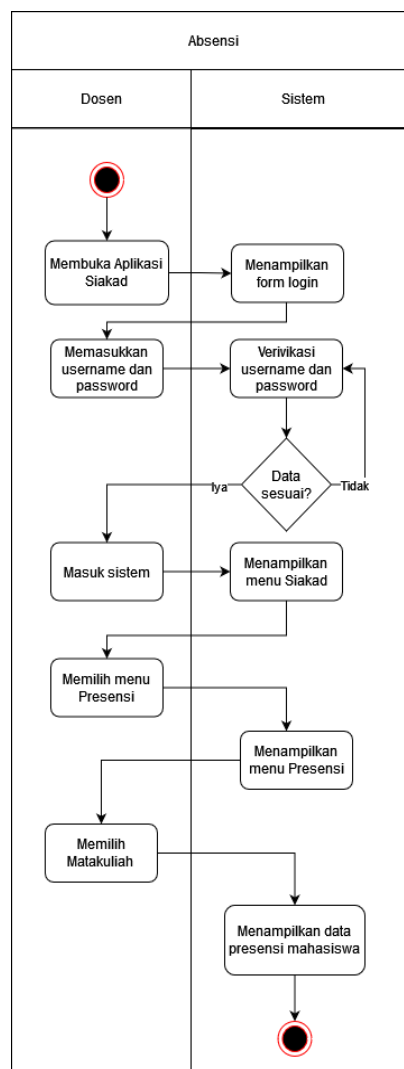 Absensi
Dosen
Sistem
Membuka Aplikasi
Siakad
Menampilkan
form login
Memasukkan
username dan
password
Verivikasi
username dan
password
Data
sesuai?
Iya
Tidak
Masuk sistem
Menampilkan
menu Siakad
Memilih menu
Presensi
Menampilkan
menu Presensi
Memilih
Matakuliah
Menampilkan data
presensi mahasiswa